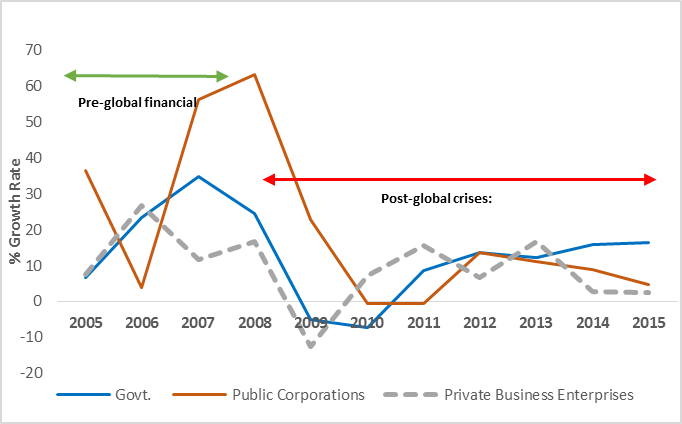 70
60
Pre-global financial
50
40
30
Post-global crises:
20
10
0
-10
-20
% Growth Rate
2005 2006 2007 2008 2009 2010 2011 2012 2013 2014 2015
Govt. Public Corporations Private Business Enterprises